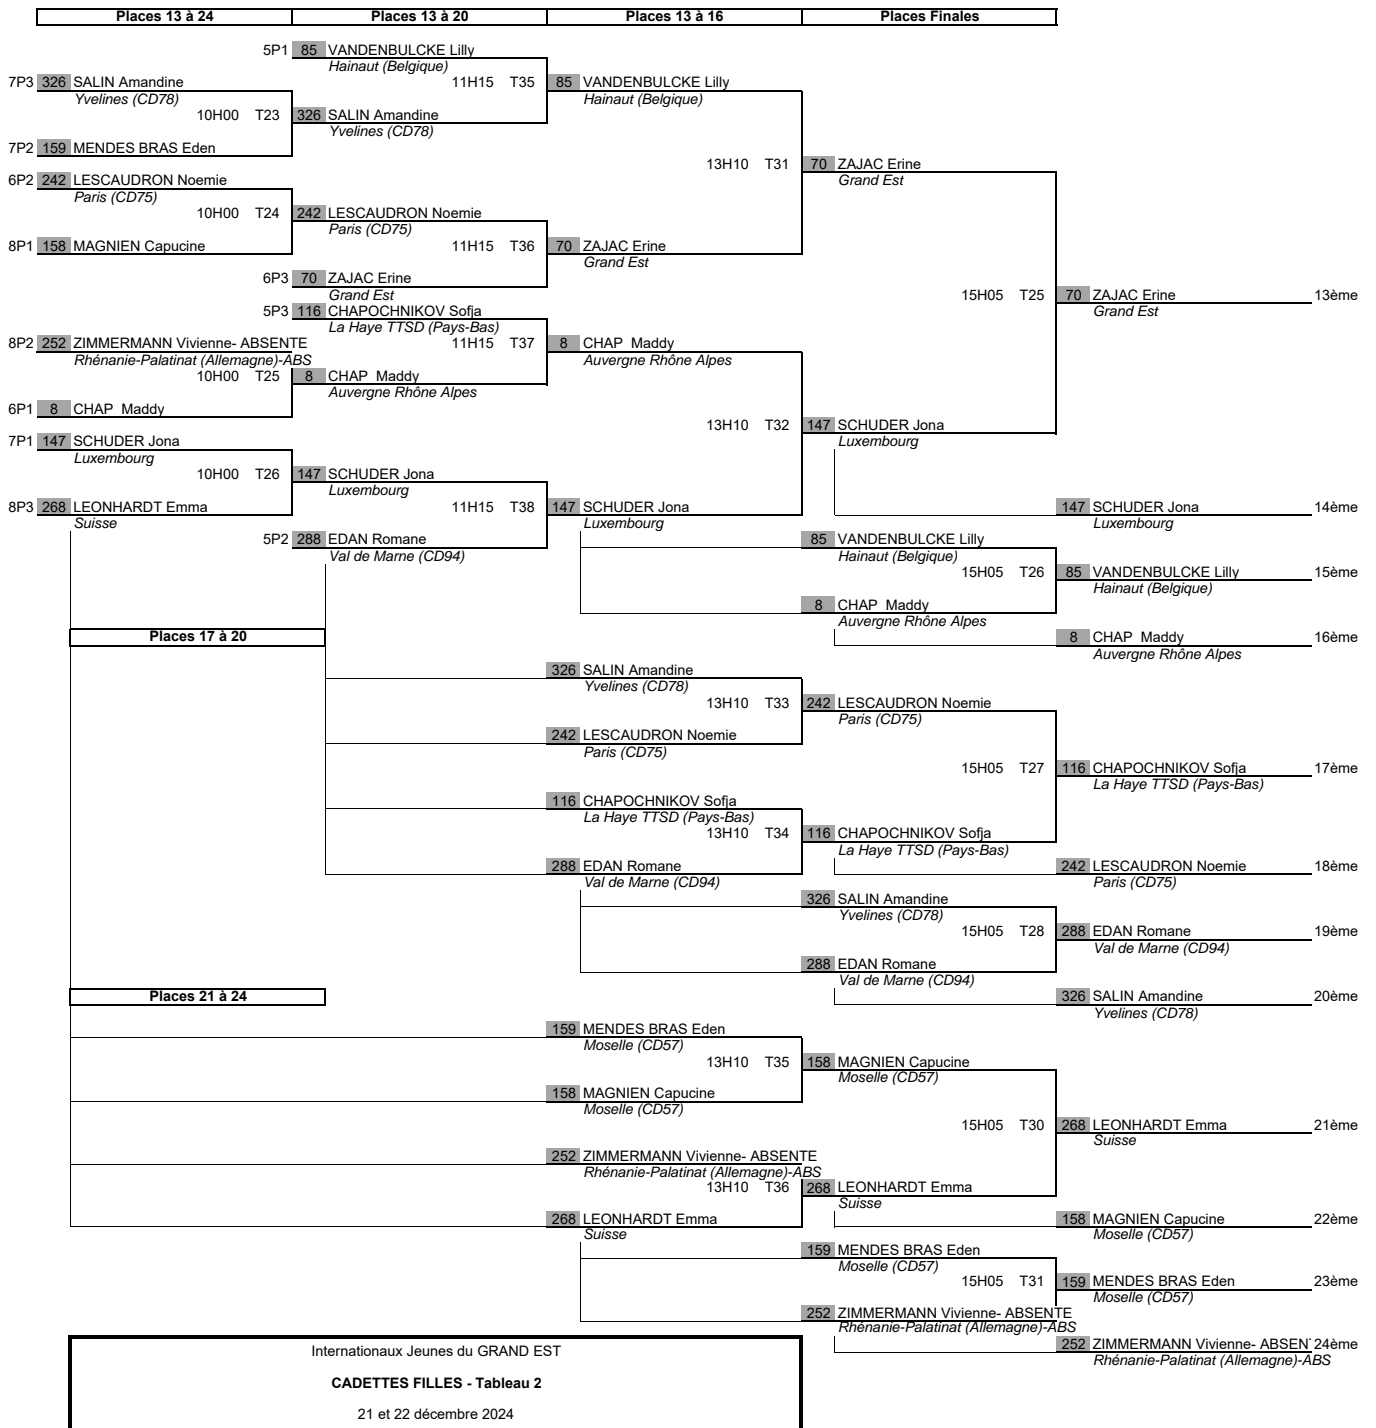 Places 13 à 24 Places 13 à 20 Places 13 à 16 Places Finales
5P1 85 VANDENBULCKE Lilly
Hainaut (Belgique)
7P3 326 SALIN Amandine 11H15 T35 85 VANDENBULCKE Lilly
Yvelines (CD78) Hainaut (Belgique)
10H00 T23 326 SALIN Amandine
Yvelines (CD78)
7P2 159 MENDES BRAS Eden
13H10 T31 70 ZAJAC Erine
6P2 242 LESCAUDRON Noemie Grand Est
Paris (CD75)
10H00 T24 242 LESCAUDRON Noemie
Paris (CD75)
8P1 158 MAGNIEN Capucine 11H15 T36 70 ZAJAC Erine
Grand Est
6P3 70 ZAJAC Erine
Grand Est 15H05 T25 70 ZAJAC Erine 13ème
5P3 116 CHAPOCHNIKOV Sofja Grand Est
La Haye TTSD (Pays-Bas)
8P2 252 ZIMMERMANN Vivienne- ABSENTE 11H15 T37 8 CHAP Maddy
Rhénanie-Palatinat (Allemagne)-ABS Auvergne Rhône Alpes
10H00 T25 8 CHAP Maddy
Auvergne Rhône Alpes
6P1 8 CHAP Maddy
13H10 T32 147 SCHUDER Jona
7P1 147 SCHUDER Jona Luxembourg
Luxembourg
10H00 T26 147 SCHUDER Jona
Luxembourg
8P3 268 LEONHARDT Emma 11H15 T38 147 SCHUDER Jona 147 SCHUDER Jona 14ème
Suisse Luxembourg Luxembourg
5P2 288 EDAN Romane 85 VANDENBULCKE Lilly
Val de Marne (CD94) Hainaut (Belgique)
15H05 T26 85 VANDENBULCKE Lilly 15ème
Hainaut (Belgique)
8 CHAP Maddy
Auvergne Rhône Alpes
Places 17 à 20 8 CHAP Maddy 16ème
Auvergne Rhône Alpes
326 SALIN Amandine
Yvelines (CD78)
13H10 T33 242 LESCAUDRON Noemie
Paris (CD75)
242 LESCAUDRON Noemie
Paris (CD75)
15H05 T27 116 CHAPOCHNIKOV Sofja 17ème
La Haye TTSD (Pays-Bas)
116 CHAPOCHNIKOV Sofja
La Haye TTSD (Pays-Bas)
13H10 T34 116 CHAPOCHNIKOV Sofja
La Haye TTSD (Pays-Bas)
288 EDAN Romane 242 LESCAUDRON Noemie 18ème
Val de Marne (CD94) Paris (CD75)
326 SALIN Amandine
Yvelines (CD78)
15H05 T28 288 EDAN Romane 19ème
Val de Marne (CD94)
288 EDAN Romane
Val de Marne (CD94)
Places 21 à 24 326 SALIN Amandine 20ème
Yvelines (CD78)
159 MENDES BRAS Eden
Moselle (CD57)
13H10 T35 158 MAGNIEN Capucine
Moselle (CD57)
158 MAGNIEN Capucine
Moselle (CD57)
15H05 T30 268 LEONHARDT Emma 21ème
Suisse
252 ZIMMERMANN Vivienne- ABSENTE
Rhénanie-Palatinat (Allemagne)-ABS
13H10 T36 268 LEONHARDT Emma
Suisse
268 LEONHARDT Emma 158 MAGNIEN Capucine 22ème
Suisse Moselle (CD57)
159 MENDES BRAS Eden
Moselle (CD57)
15H05 T31 159 MENDES BRAS Eden 23ème
Moselle (CD57)
252 ZIMMERMANN Vivienne- ABSENTE
Rhénanie-Palatinat (Allemagne)-ABS
252 ZIMMERMANN Vivienne- ABSEN 24ème
Rhénanie-Palatinat (Allemagne)-ABS
Internationaux Jeunes du GRAND EST
CADETTES FILLES - Tableau 2
21 et 22 décembre 2024